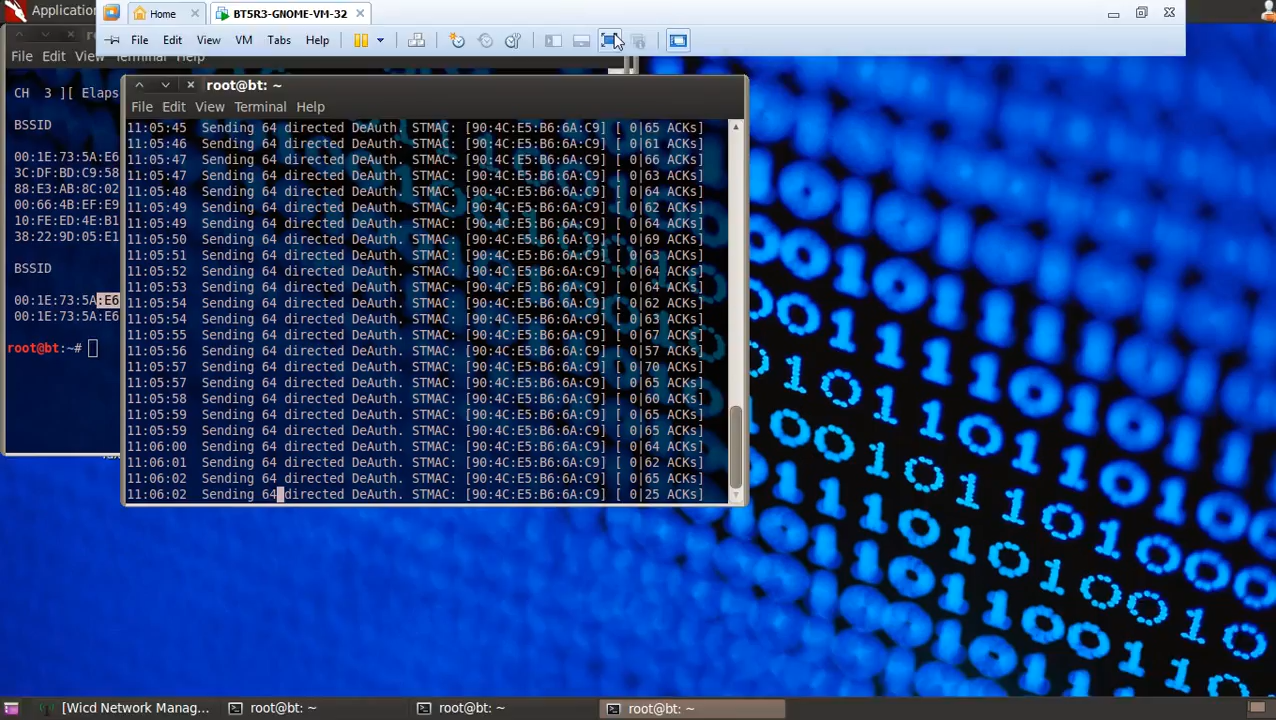 Application
Home
BT5R3-GNOME-VM-32
File Edit View VM Tabs Help
File Edit View Terminal Help
CH 3 ][ Elaps
BSSID
00:1E:73:5A:E6
3C:DF:BD:C9:58
88:E3:AB:8C:02
00:66:4B:EF:E9
10:FE:ED:4E:B1
38:22:9D:05:E1
BSSID
00:1E:73:5A:E6
00:1E:73:5A:E6
root@bt:~#
root@bt: ~
File Edit View Terminal Help
11:05:45 Sending 64 directed DeAuth. STMAC: [90:4C:E5:B6:6A:C9] [ 0|65 ACKs]
11:05:46 Sending 64 directed DeAuth. STMAC: [90:4C:E5:B6:6A:C9] [ 0|61 ACKs]
11:05:47 Sending 64 directed DeAuth. STMAC: [90:4C:E5:B6:6A:C9] [ 0|66 ACKs]
11:05:47 Sending 64 directed DeAuth. STMAC: [90:4C:E5:B6:6A:C9] [ 0|63 ACKs]
11:05:48 Sending 64 directed DeAuth. STMAC: [90:4C:E5:B6:6A:C9] [ 0|64 ACKs]
11:05:49 Sending 64 directed DeAuth. STMAC: [90:4C:E5:B6:6A:C9] [ 0|62 ACKs]
11:05:49 Sending 64 directed DeAuth. STMAC: [90:4C:E5:B6:6A:C9] [ 0|64 ACKs]
11:05:50 Sending 64 directed DeAuth. STMAC: [90:4C:E5:B6:6A:C9] [ 0|69 ACKs]
11:05:51 Sending 64 directed DeAuth. STMAC: [90:4C:E5:B6:6A:C9] [ 0|63 ACKs]
11:05:52 Sending 64 directed DeAuth. STMAC: [90:4C:E5:B6:6A:C9] [ 0|64 ACKs]
11:05:53 Sending 64 directed DeAuth. STMAC: [90:4C:E5:B6:6A:C9] [ 0|64 ACKs]
11:05:54 Sending 64 directed DeAuth. STMAC: [90:4C:E5:B6:6A:C9] [ 0|62 ACKs]
11:05:54 Sending 64 directed DeAuth. STMAC: [90:4C:E5:B6:6A:C9] [ 0|63 ACKs]
11:05:55 Sending 64 directed DeAuth. STMAC: [90:4C:E5:B6:6A:C9] [ 0|67 ACKs]
11:05:56 Sending 64 directed DeAuth. STMAC: [90:4C:E5:B6:6A:C9] [ 0|57 ACKs]
11:05:57 Sending 64 directed DeAuth. STMAC: [90:4C:E5:B6:6A:C9] [ 0|70 ACKs]
11:05:57 Sending 64 directed DeAuth. STMAC: [90:4C:E5:B6:6A:C9] [ 0|65 ACKs]
11:05:58 Sending 64 directed DeAuth. STMAC: [90:4C:E5:B6:6A:C9] [ 0|60 ACKs]
11:05:59 Sending 64 directed DeAuth. STMAC: [90:4C:E5:B6:6A:C9] [ 0|65 ACKs]
11:05:59 Sending 64 directed DeAuth. STMAC: [90:4C:E5:B6:6A:C9] [ 0|65 ACKs]
11:06:00 Sending 64 directed DeAuth. STMAC: [90:4C:E5:B6:6A:C9] [ 0|64 ACKs]
11:06:01 Sending 64 directed DeAuth. STMAC: [90:4C:E5:B6:6A:C9] [ 0|62 ACKs]
11:06:02 Sending 64 directed DeAuth. STMAC: [90:4C:E5:B6:6A:C9] [ 0|65 ACKs]
11:06:02 Sending 64 directed DeAuth. STMAC: [90:4C:E5:B6:6A:C9] [ 0|25 ACKs]
[Wicd Network Manag... root@bt: ~ root@bt: ~ root@bt: ~